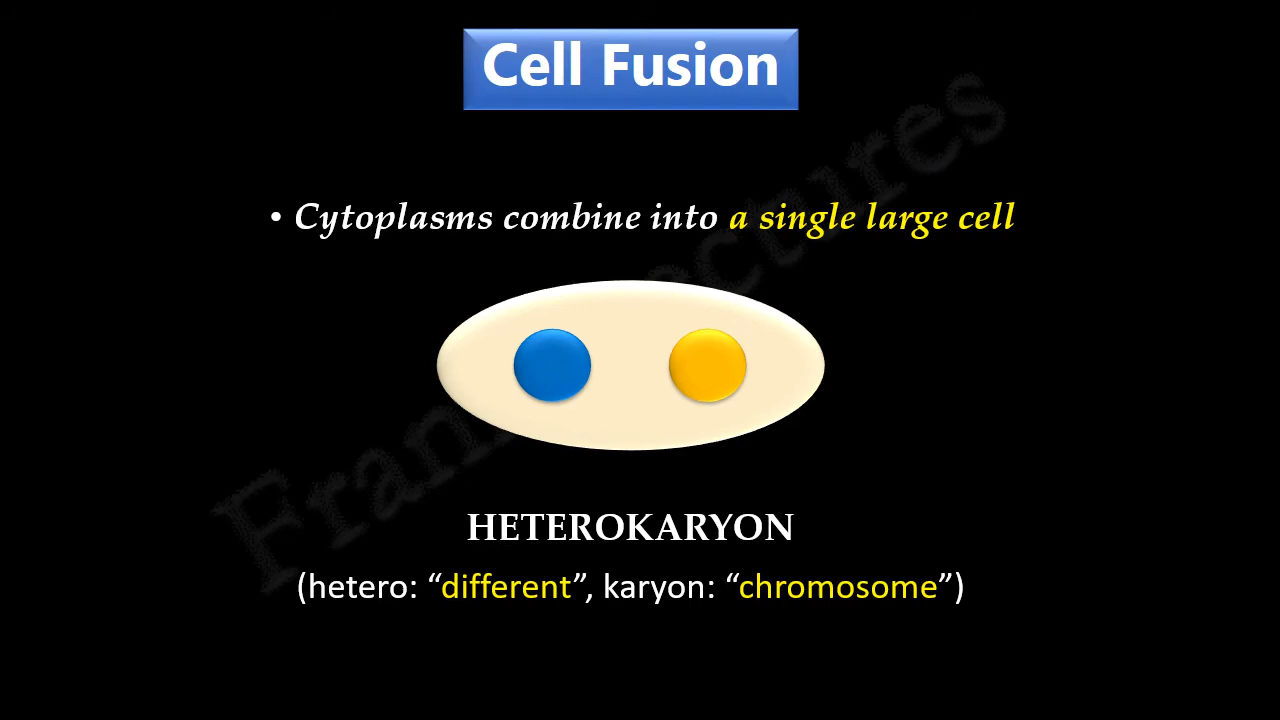 Cell Fusion
• Cytoplasms combine into a single large cell
HETEROKARYON
(hetero: “different”, karyon: “chromosome”)